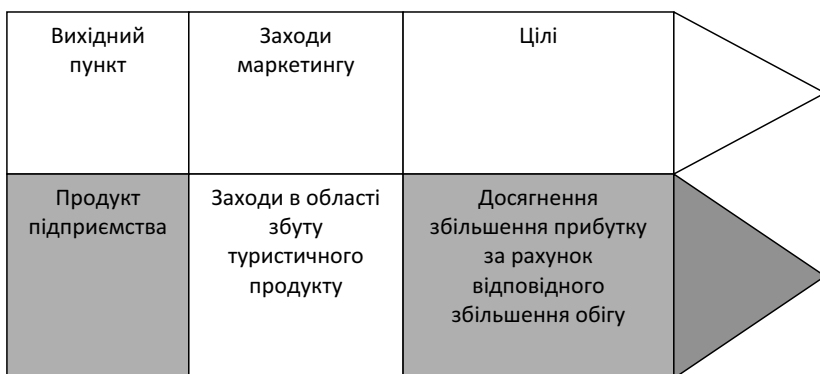 Вихідний
пункт
Заходи
маркетингу
Цілі
Продукт
підприємства
Заходи в області
збуту
туристичного
продукту
Досягнення
збільшення прибутку
за рахунок
відповідного
збільшення обігу